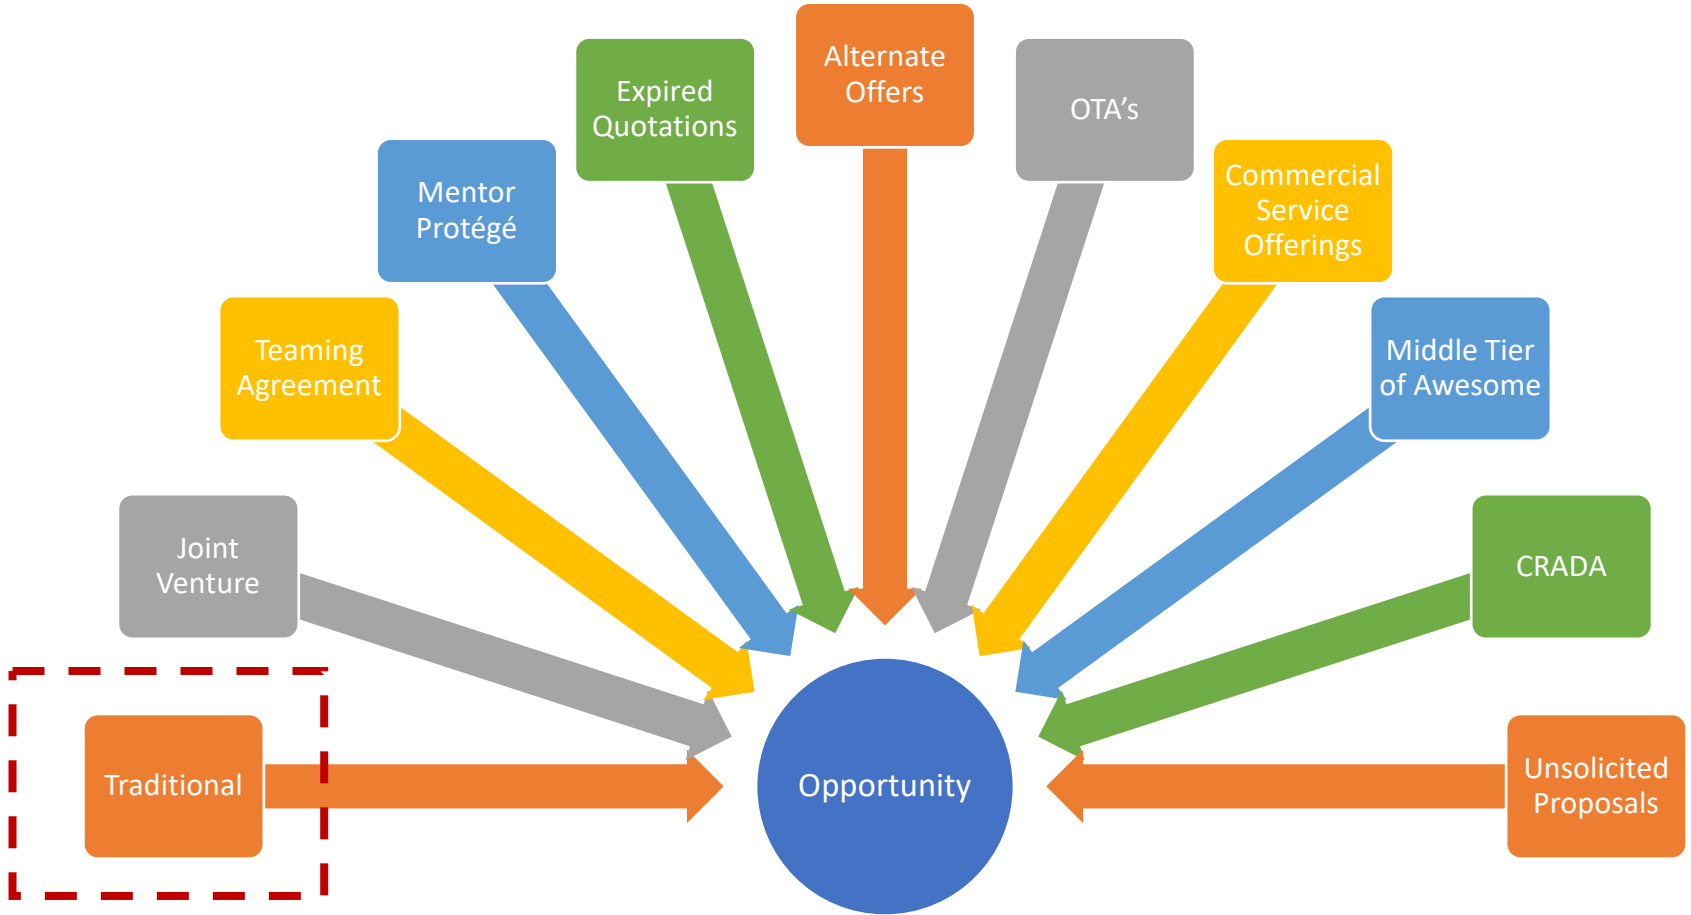 Alternate
Offers
Expired
Quotations
OTA’s
Mentor
Protégé
Commercial
Service
Offerings
Teaming
Agreement
Middle Tier
of Awesome
Joint
Venture
CRADA
Traditional
Opportunity
Unsolicited
Proposals